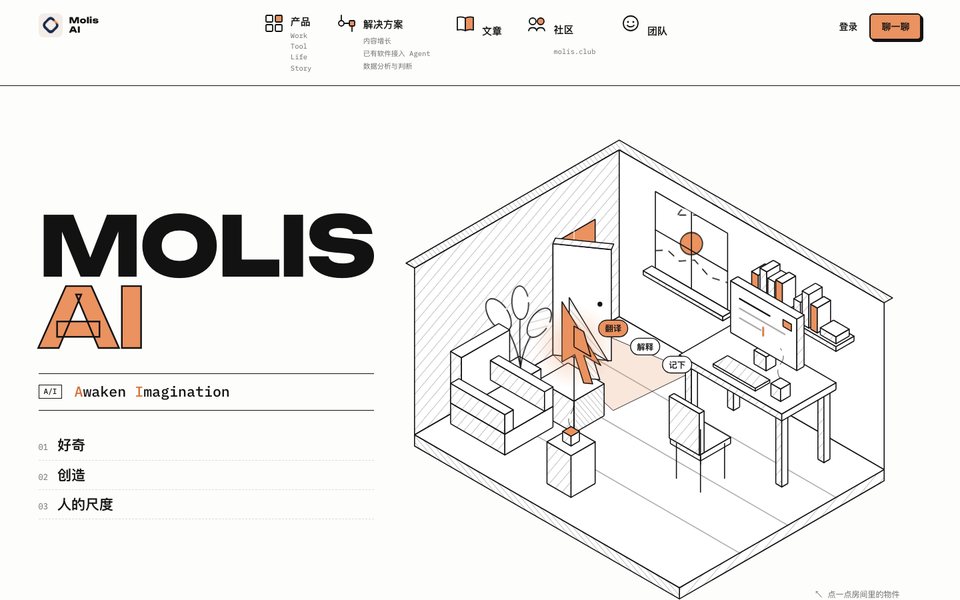 Molis
AI
产品
Work
Tool
Life
Story
解决方案
内容增长
已有软件接入 Agent
数据分析与判断
文章
社区
molis.club
团队
登录
聊一聊
MOLIS
AI
A/I
Awaken Imagination
01 好奇
02 创造
03 人的尺度
翻译
解释
记下
↖ 点一点房间里的物件